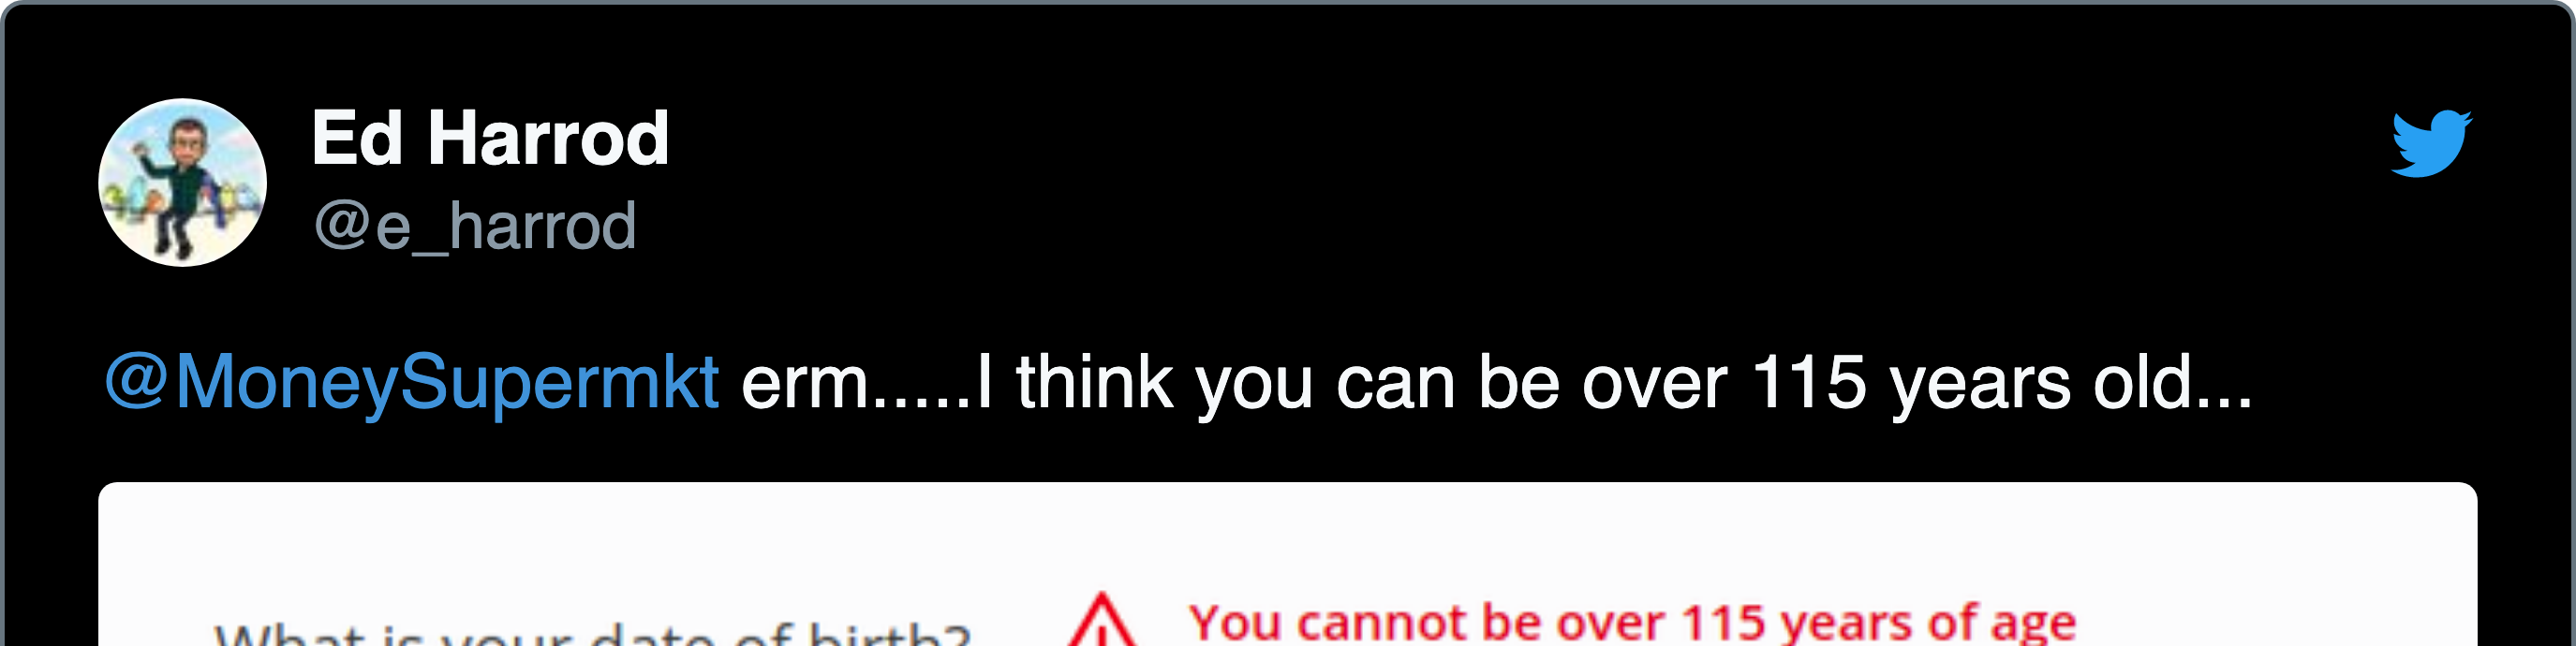 Ed Harrod
@e_harrod
@MoneySupermkt erm.....I think you can be over 115 years old...
What is your date of birth? You cannot be over 115 years of age